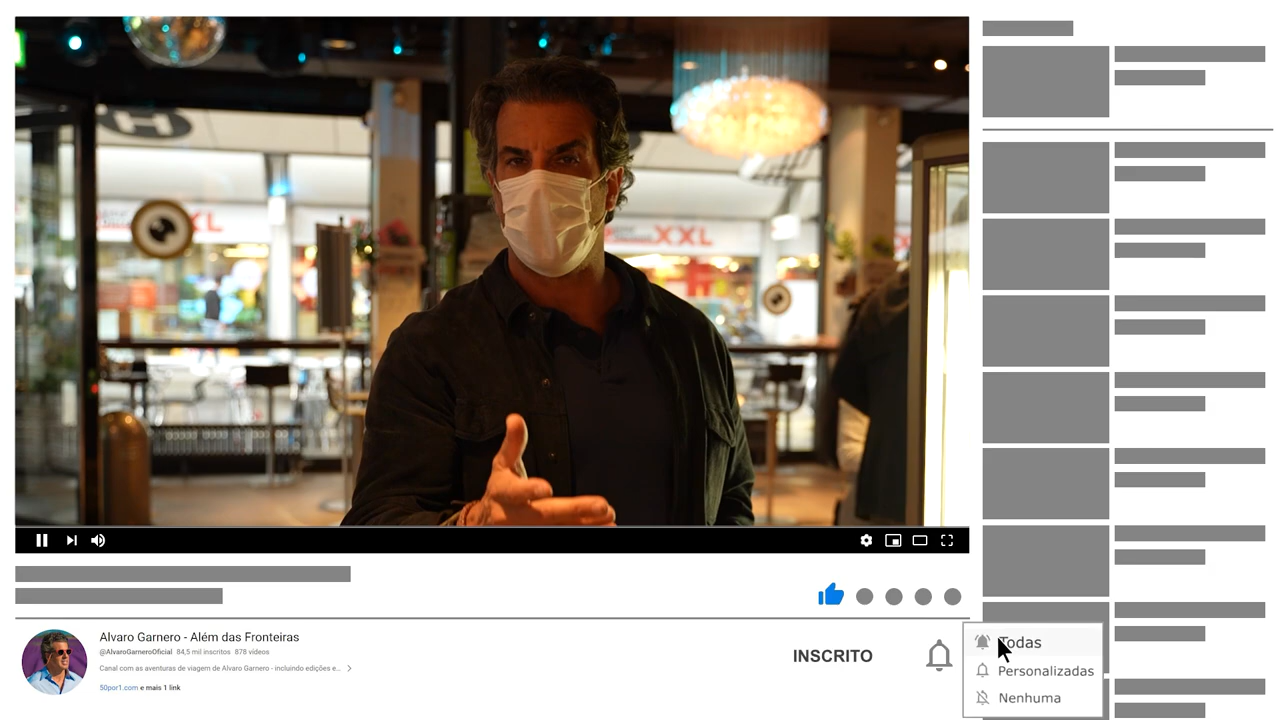 XL
XXL
Alvaro Garnero - Além das Fronteiras
@AlvaroGarneroOficial 84,5 mil inscritos 878 vídeos
Canal com as aventuras de viagem de Alvaro Garnero - incluindo edições e...
50por1.com e mais 1 link
INSCRITO
Todas
Personalizadas
Nenhuma